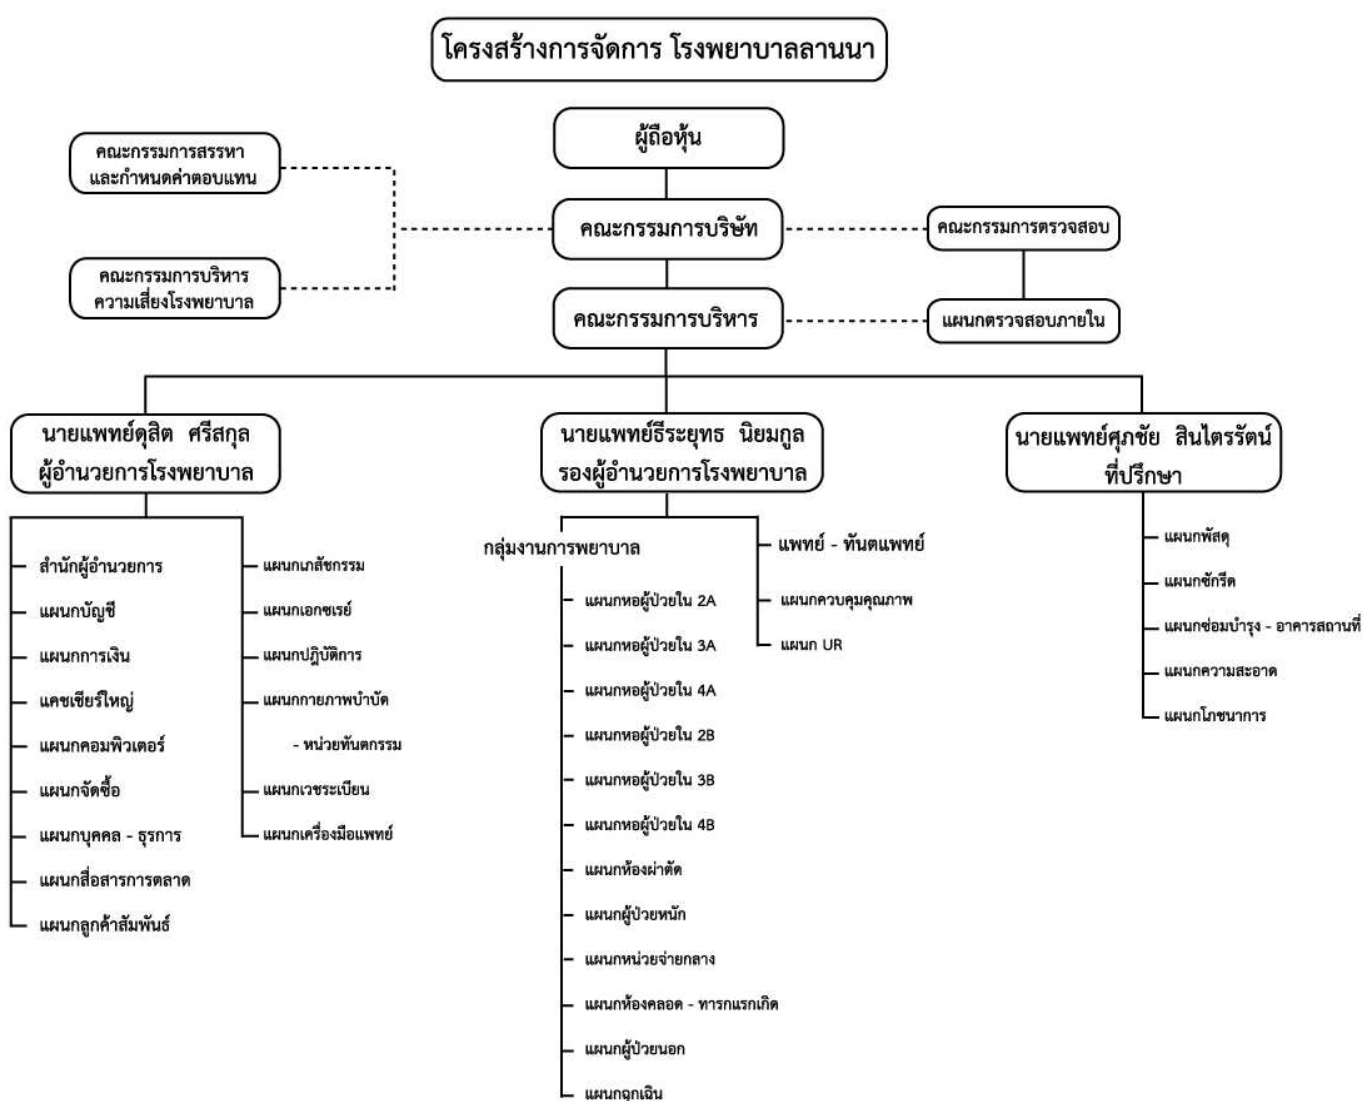 โครงสร้างการจัดการ โรงพยาบาลลานนา
ผู้ถือหุ้น
คณะกรรมการสรรหา
และกำหนดค่าตอบแทน
คณะกรรมการบริษัท
คณะกรรมการตรวจสอบ
คณะกรรมการบริหาร
ความเสี่ยงโรงพยาบาล
คณะกรรมการบริหาร
แผนกตรวจสอบภายใน
นายแพทย์ดุสิต ศรีสกุล
ผู้อำนวยการโรงพยาบาล
สำนักผู้อำนวยการ
แผนกบัญชี
แผนกการเงิน
แคชเชียร์ใหญ่
แผนกคอมพิวเตอร์
แผนกจัดซื้อ
แผนกบุคคล - ธุรการ
แผนกสื่อสารการตลาด
แผนกลูกค้าสัมพันธ์
แผนกเภสัชกรรม
แผนกเอกซเรย์
แผนกปฎิบัติการ
แผนกกายภาพบำบัด
- หน่วยทันตกรรม
แผนกเวชระเบียน
แผนกเครื่องมือแพทย์
นายแพทย์ธีระยุทธ นิยมกูล
รองผู้อำนวยการโรงพยาบาล
กลุ่มงานการพยาบาล
แผนกหอผู้ป่วยใน 2A
แผนกหอผู้ป่วยใน 3A
แผนกหอผู้ป่วยใน 4A
แผนกหอผู้ป่วยใน 2B
แผนกหอผู้ป่วยใน 3B
แผนกหอผู้ป่วยใน 4B
แผนกห้องผ่าตัด
แผนกผู้ป่วยหนัก
แผนกหน่วยจ่ายกลาง
แผนกห้องคลอด - ทารกแรกเกิด
แผนกผู้ป่วยนอก
แผนกฉุกเฉิน
แพทย์ - ทันตแพทย์
แผนกควบคุมคุณภาพ
แผนก UR
นายแพทย์ศุภชัย สินไตรรัตน์
ที่ปรึกษา
แผนกพัสดุ
แผนกซักรีด
แผนกซ่อมบำรุง - อาคารสถานที่
แผนกความสะอาด
แผนกโภชนาการ